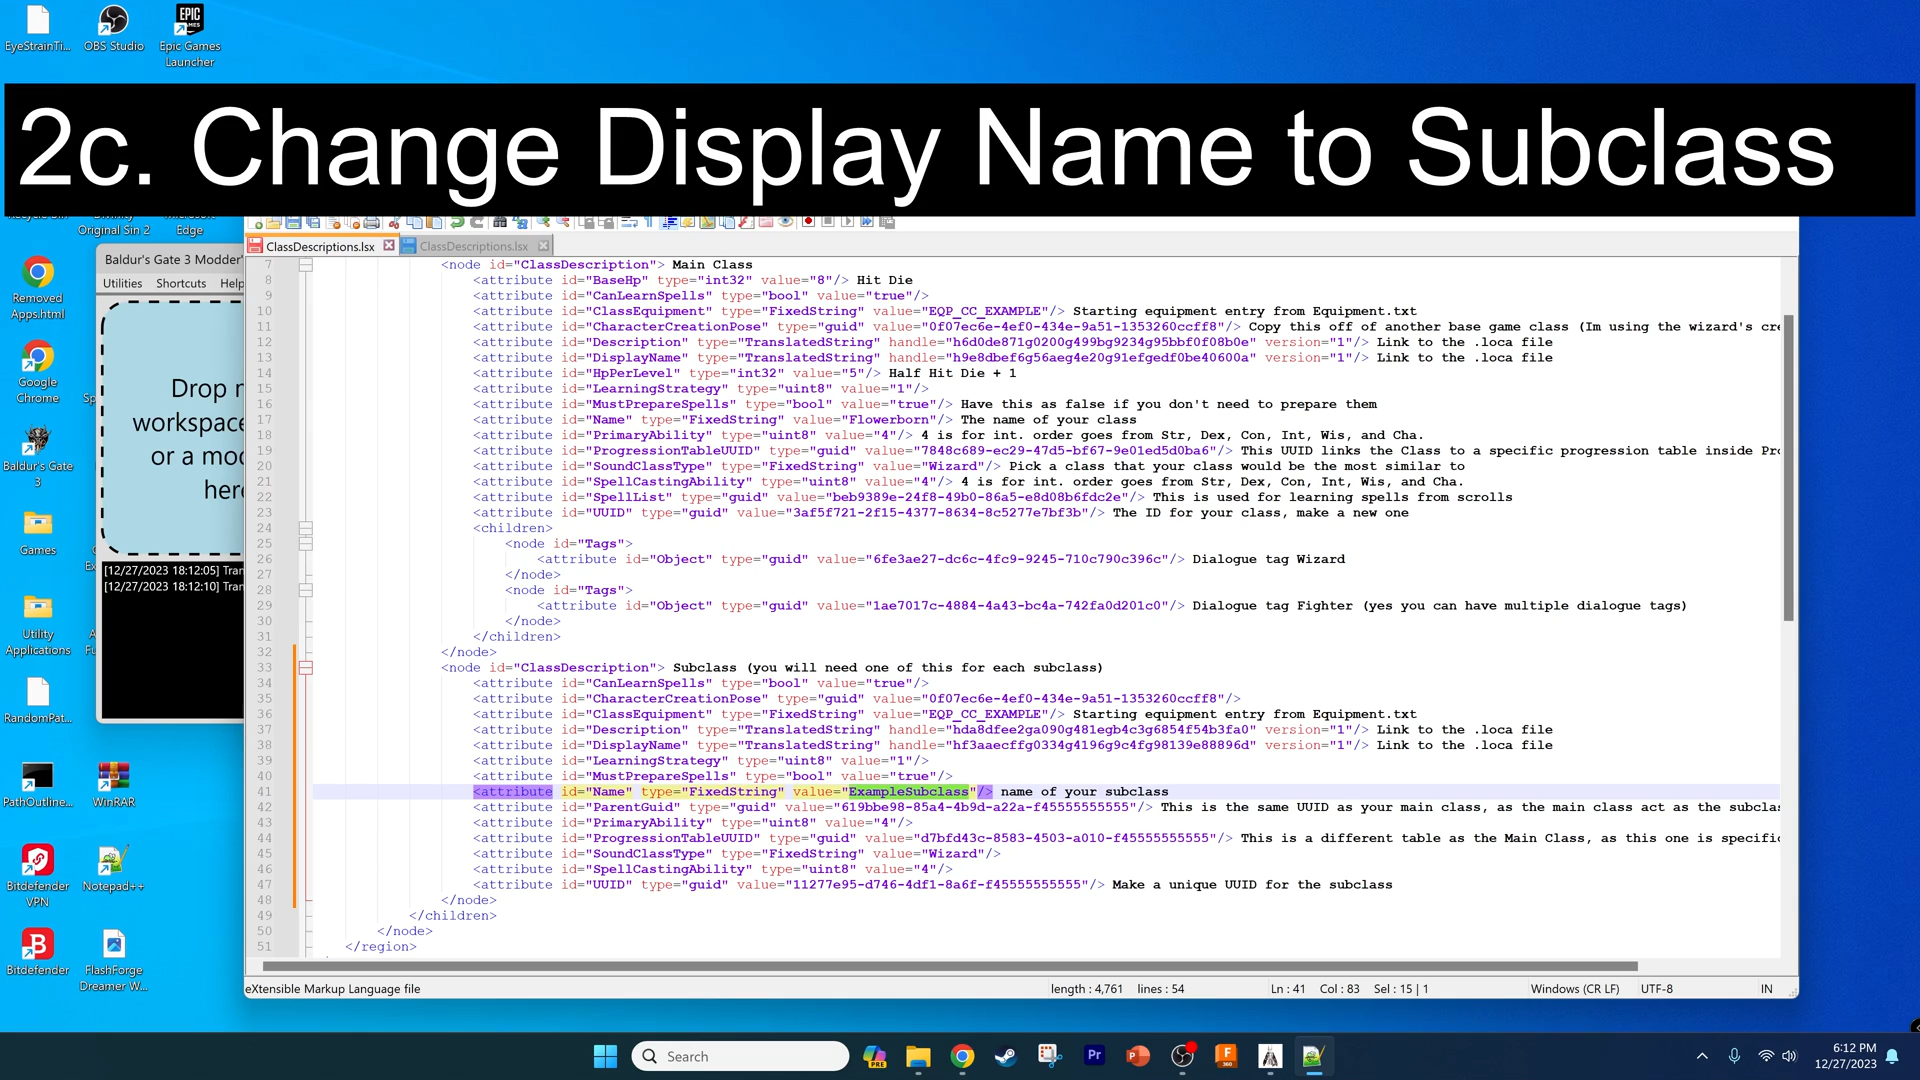 EyeStrainTi...
OBS Studio
Epic Games
Launcher
2c. Change Display Name to Subclass
Original Sin 2
Edge
ClassDescriptions.lsx
ClassDescriptions.lsx
Baldur's Gate 3 Modder'
Utilities Shortcuts Help
Removed
Apps.html
Google
Chrome
Baldur's Gate
3
Games
Utility
Applications
RandomPat...
PathOutline...
WinRAR
Bitdefender
VPN
Notepad++
Bitdefender
FlashForge
Dreamer W...
Drop
workspace
or a mo
here
[12/27/2023 18:12:05] Tran
[12/27/2023 18:12:10] Tran
7 <node id="ClassDescription"> Main Class
8 <attribute id="BaseHp" type="int32" value="8"/> Hit Die
9 <attribute id="CanLearnSpells" type="bool" value="true"/>
10 <attribute id="ClassEquipment" type="FixedString" value="EQP_CC_EXAMPLE"/> Starting equipment entry from Equipment.txt
11 <attribute id="CharacterCreationPose" type="guid" value="0f07ec6e-4ef0-434e-9a51-1353260ccff8"/> Copy this off of another base game class (Im using the wizard's cre
12 <attribute id="Description" type="TranslatedString" handle="h6d0de871g0200g499bg9234g95bbf0f08b0e" version="1"/> Link to the .loca file
13 <attribute id="DisplayName" type="TranslatedString" handle="h9e8dbef6g56aeg4e20g91efgedf0be40600a" version="1"/> Link to the .loca file
14 <attribute id="HpPerLevel" type="int32" value="5"/> Half Hit Die + 1
15 <attribute id="LearningStrategy" type="uint8" value="1"/>
16 <attribute id="MustPrepareSpells" type="bool" value="true"/> Have this as false if you don't need to prepare them
17 <attribute id="Name" type="FixedString" value="Flowerborn"/> The name of your class
18 <attribute id="PrimaryAbility" type="uint8" value="4"/> 4 is for int. order goes from Str, Dex, Con, Int, Wis, and Cha.
19 <attribute id="ProgressionTableUUID" type="guid" value="7848c689-ec29-47d5-bf67-9e01ed5d0ba6"/> This UUID links the Class to a specific progression table inside Pro
20 <attribute id="SoundClassType" type="FixedString" value="Wizard"/> Pick a class that your class would be the most similar to
21 <attribute id="SpellCastingAbility" type="uint8" value="4"/> 4 is for int. order goes from Str, Dex, Con, Int, Wis, and Cha.
22 <attribute id="SpellList" type="guid" value="beb9389e-24f8-49b0-86a5-e8d08b6fdc2e"/> This is used for learning spells from scrolls
23 <attribute id="UUID" type="guid" value="3af5f721-2f15-4377-8634-8c5277e7bf3b"/> The ID for your class, make a new one
24 <children>
25 <node id="Tags">
26 <attribute id="Object" type="guid" value="6fe3ae27-dc6c-4fc9-9245-710c790c396c"/> Dialogue tag Wizard
27 </node>
28 <node id="Tags">
29 <attribute id="Object" type="guid" value="1ae7017c-4884-4a43-bc4a-742fa0d201c0"/> Dialogue tag Fighter (yes you can have multiple dialogue tags)
30 </node>
31 </children>
32 </node>
33 <node id="ClassDescription"> Subclass (you will need one of this for each subclass)
34 <attribute id="CanLearnSpells" type="bool" value="true"/>
35 <attribute id="CharacterCreationPose" type="guid" value="0f07ec6e-4ef0-434e-9a51-1353260ccff8"/>
36 <attribute id="ClassEquipment" type="FixedString" value="EQP_CC_EXAMPLE"/> Starting equipment entry from Equipment.txt
37 <attribute id="Description" type="TranslatedString" handle="hda8dfee2ga090g481egb4c3g6854f54b3fa0" version="1"/> Link to the .loca file
38 <attribute id="DisplayName" type="TranslatedString" handle="hf3aaecffg0334g4196g9c4fg98139e88896d" version="1"/> Link to the .loca file
39 <attribute id="LearningStrategy" type="uint8" value="1"/>
40 <attribute id="MustPrepareSpells" type="bool" value="true"/>
41 <attribute id="Name" type="FixedString" value="ExampleSubclass"/> name of your subclass
42 <attribute id="ParentGuid" type="guid" value="619bbe98-85a4-4b9d-a22a-f45555555555"/> This is the same UUID as your main class, as the main class act as the subcla
43 <attribute id="PrimaryAbility" type="uint8" value="4"/>
44 <attribute id="ProgressionTableUUID" type="guid" value="d7bfd43c-8583-4503-a010-f45555555555"/> This is a different table as the Main Class, as this one is specific
45 <attribute id="SoundClassType" type="FixedString" value="Wizard"/>
46 <attribute id="SpellCastingAbility" type="uint8" value="4"/>
47 <attribute id="UUID" type="guid" value="11277e95-d746-4df1-8a6f-f45555555555"/> Make a unique UUID for the subclass
48 </node>
49 </children>
50 </node>
51 </region>
eXtensible Markup Language file
length : 4,761 lines : 54
Ln : 41 Col : 83 Sel : 15 | 1
Windows (CR LF)
UTF-8
IN
Search
6:12 PM
12/27/2023